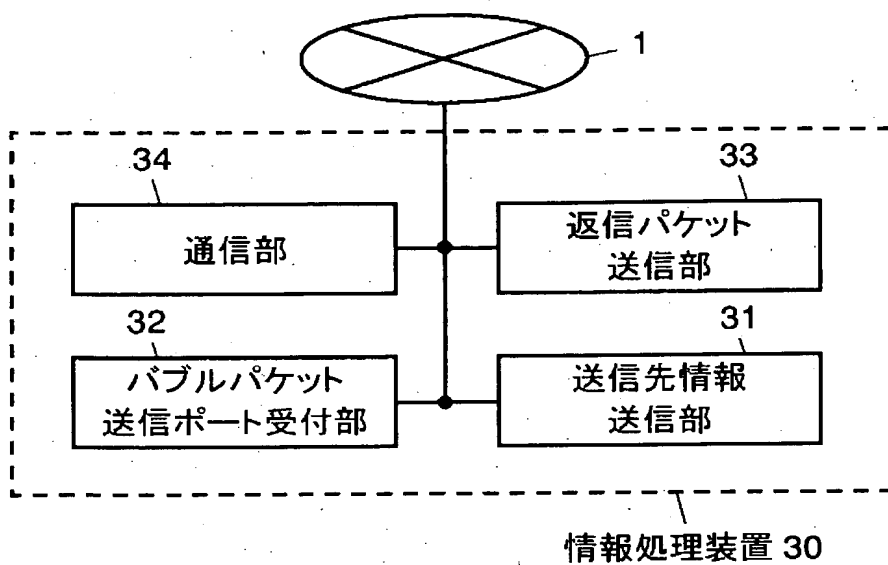 1
34
通信部
33
返信パケット
送信部
32
バブルパケット
送信ポート受付部
31
送信先情報
送信部
情報処理装置 30